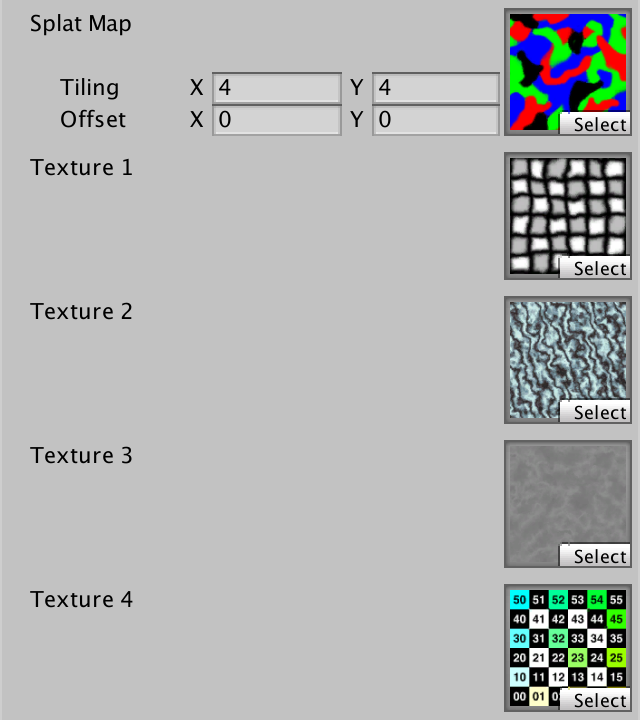 Splat Map
Select
Tiling X 4 Y 4
Offset X 0 Y 0
Texture 1
Select
Texture 2
Select
Texture 3
Select
Texture 4
50 51 52 53 54 55
40 41 42 43 44 45
30 31 32 33 34 35
20 21 22 23 24 25
10 11 12 13 14 15
00 01
Select